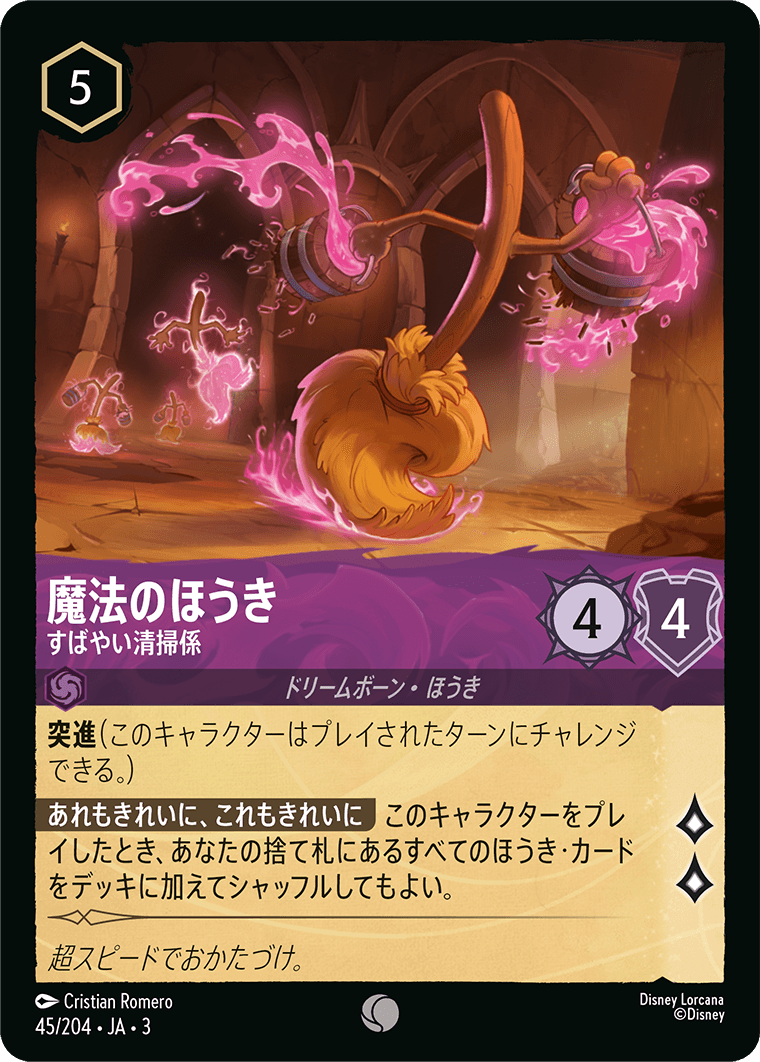 5
魔法のほうき
すばやい清掃係
4
4
ドリームボーン・ほうき
突進(このキャラクターはプレイされたターンにチャレンジ
できる。)
あれもきれいに、これもきれいに このキャラクターをプレ
イしたとき、あなたの捨て札にあるすべてのほうき・カード
をデッキに加えてシャッフルしてもよい。
超スピードでおかたづけ。
Cristian Romero
45/204・JA・3
Disney Lorcana
©Disney